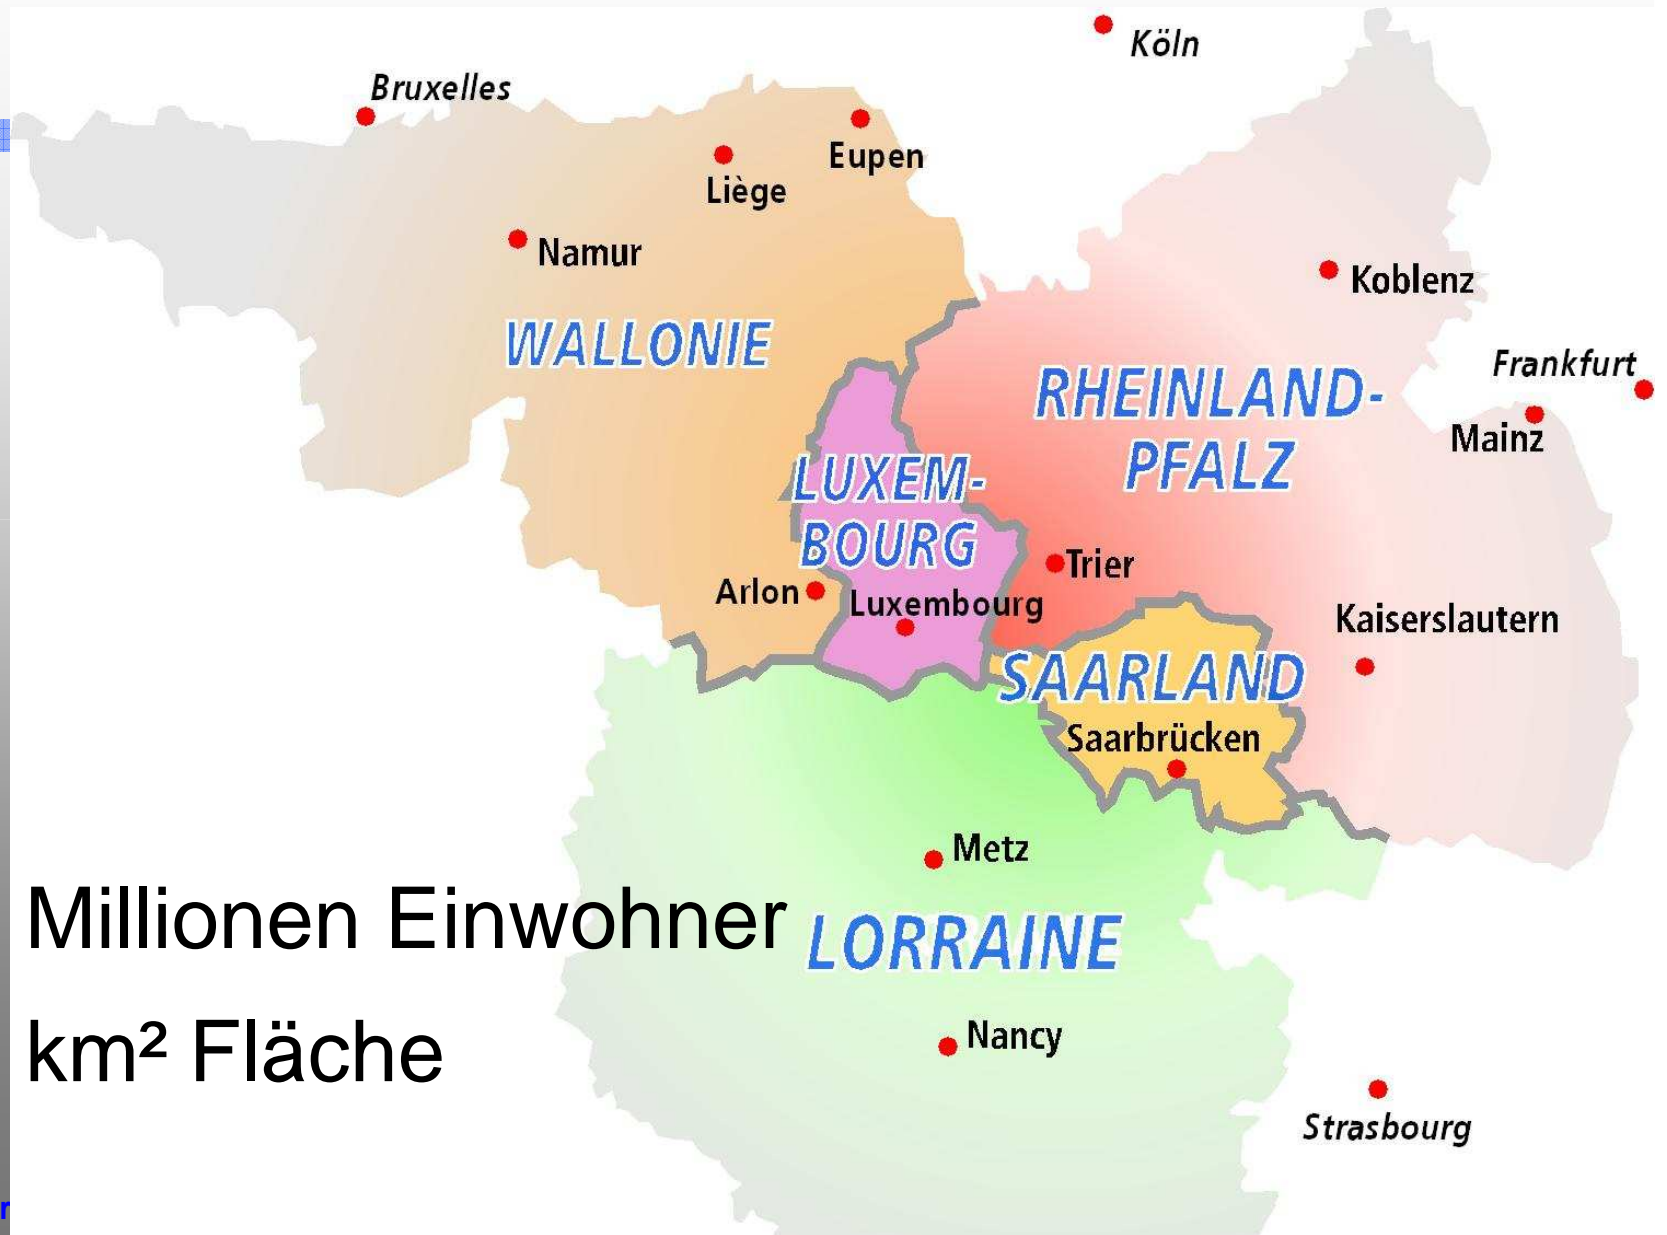 Köln
Bruxelles
Eupen
Liège
Namur
Koblenz
WALLONIE
Frankfurt
RHEINLAND-
PFALZ
Mainz
LUXEM-
BOURG
Trier
Arlon
Luxembourg
Kaiserslautern
SAARLAND
Saarbrücken
Metz
Millionen Einwohner
LORRAINE
km² Fläche
Nancy
Strasbourg
r